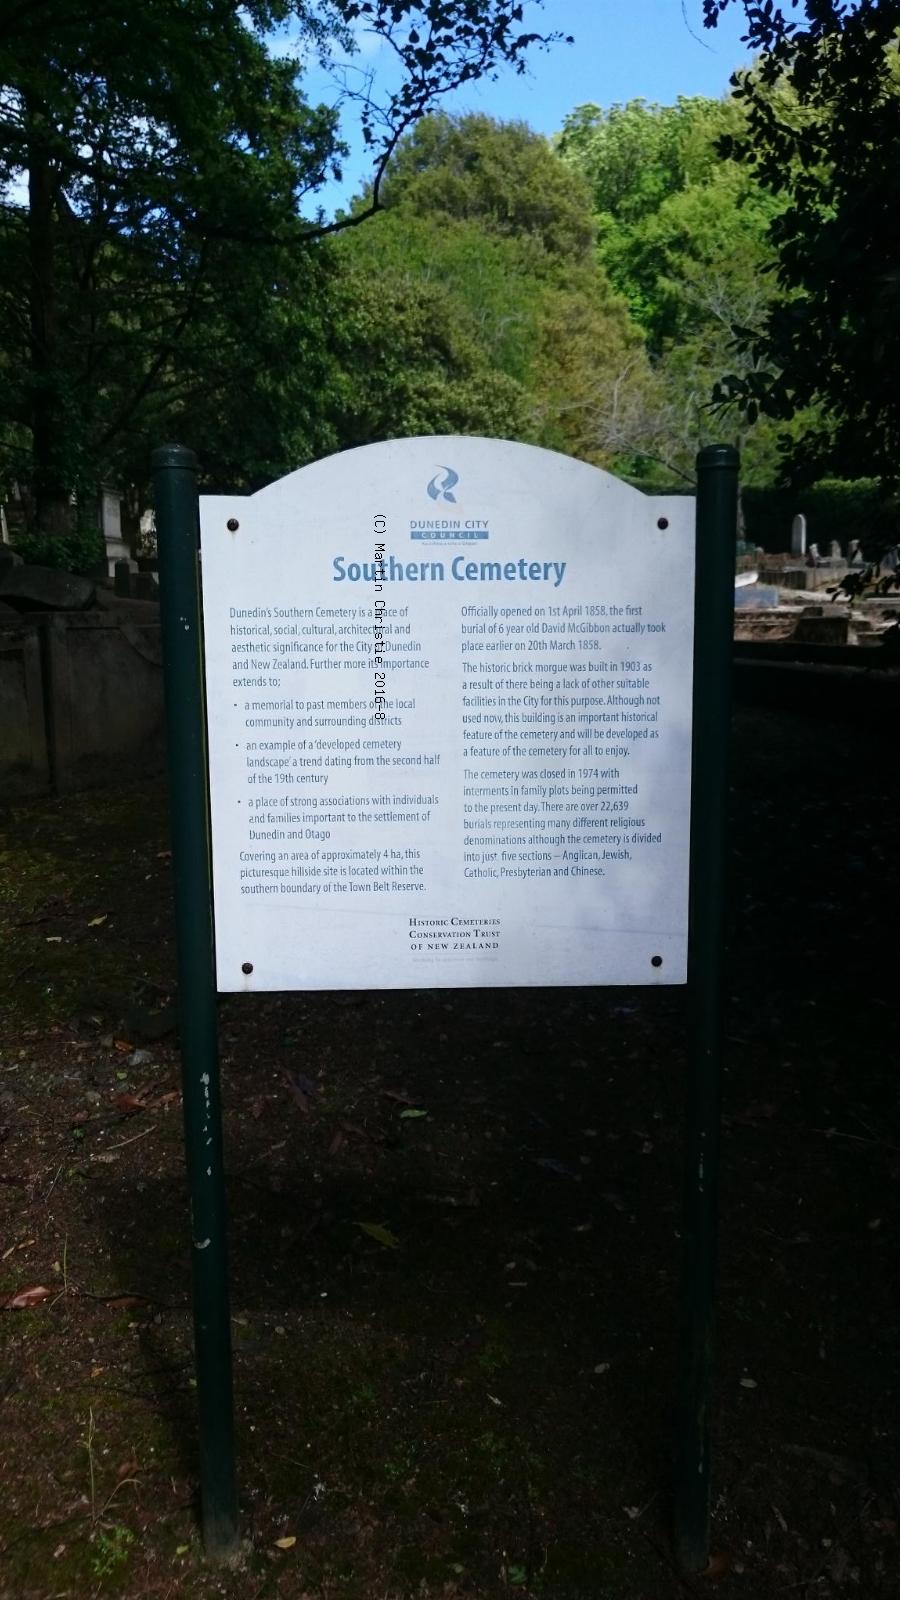 DUNEDIN CITY
COUNCIL
Southern Cemetery
Dunedin's Southern Cemetery is a place of
historical, social, cultural, architectural and
aesthetic significance for the City of Dunedin
and New Zealand. Further more its importance
extends to;
• a memorial to past members of the local
community and surrounding districts
• an example of a 'developed cemetery
landscape' a trend dating from the second half
of the 19th century
• a place of strong associations with individuals
and families important to the settlement of
Dunedin and Otago
Covering an area of approximately 4 ha, this
picturesque hillside site is located within the
southern boundary of the Town Belt Reserve.
Officially opened on 1st April 1858, the first
burial of 6 year old David McGibbon actually took
place earlier on 20th March 1858.
The historic brick morgue was built in 1903 as
a result of there being a lack of other suitable
facilities in the City for this purpose. Although not
used now, this building is an important historical
feature of the cemetery and will be developed as
a feature of the cemetery for all to enjoy.
The cemetery was closed in 1974 with
interments in family plots being permitted
to the present day. There are over 22,639
burials representing many different religious
denominations although the cemetery is divided
into just five sections – Anglican, Jewish,
Catholic, Presbyterian and Chinese.
HISTORIC CEMETERIES
CONSERVATION TRUST
OF NEW ZEALAND
(C) Martin Christie 2016-8